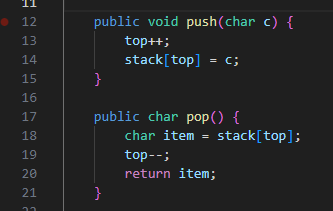 11
12 public void push(char c) {
13 top++;
14 stack[top] = c;
15 }
16
17 public char pop() {
18 char item = stack[top];
19 top--;
20 return item;
21 }